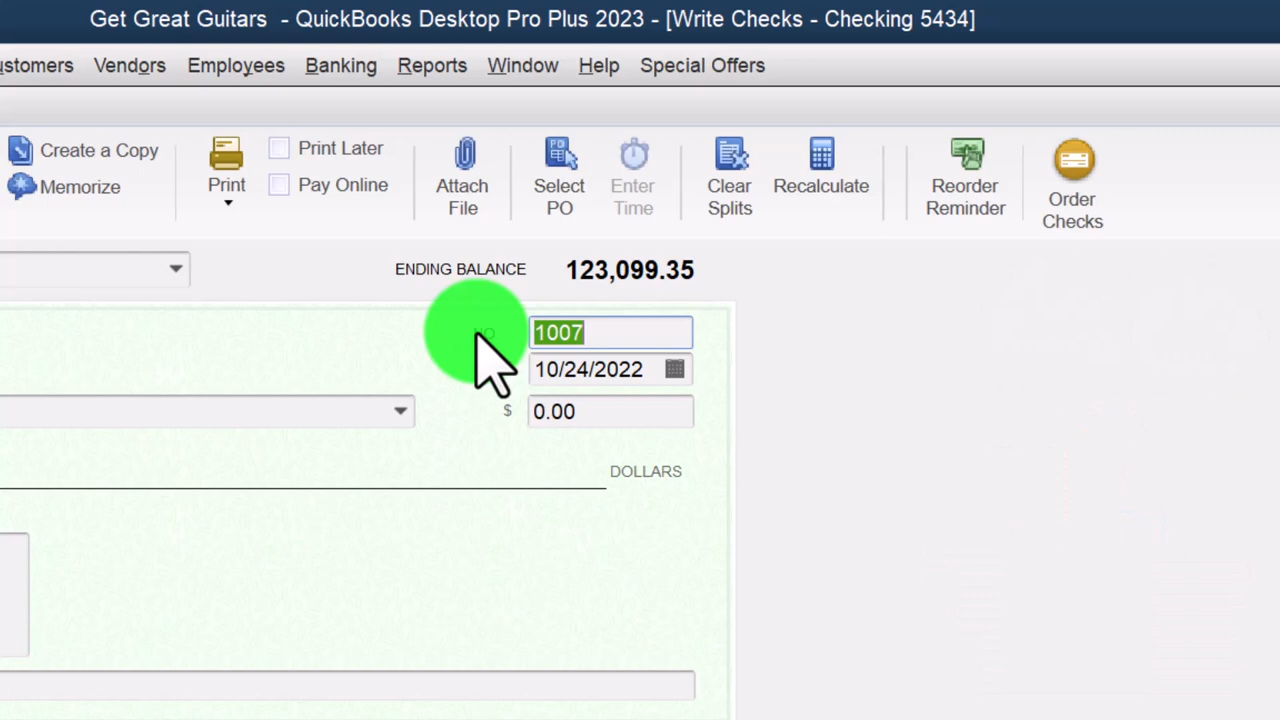 Get Great Guitars - QuickBooks Desktop Pro Plus 2023 - [Write Checks - Checking 5434]
ustomers Vendors Employees Banking Reports Window Help Special Offers
Create a Copy
Memorize
Print
Print Later
Pay Online
Attach
File
Select
PO
Enter
Time
Clear
Splits
Recalculate
Reorder
Reminder
Order
Checks
ENDING BALANCE 123,099.35
NO 1007
10/24/2022
$ 0.00
DOLLARS